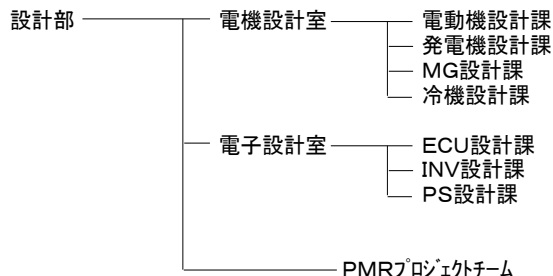 設計部 電機設計室 電動機設計課
発電機設計課
MG設計課
冷機設計課
電子設計室 ECU設計課
INV設計課
PS設計課
PMRﾌﾟﾛｼﾞｪｸﾄﾁｰﾑ